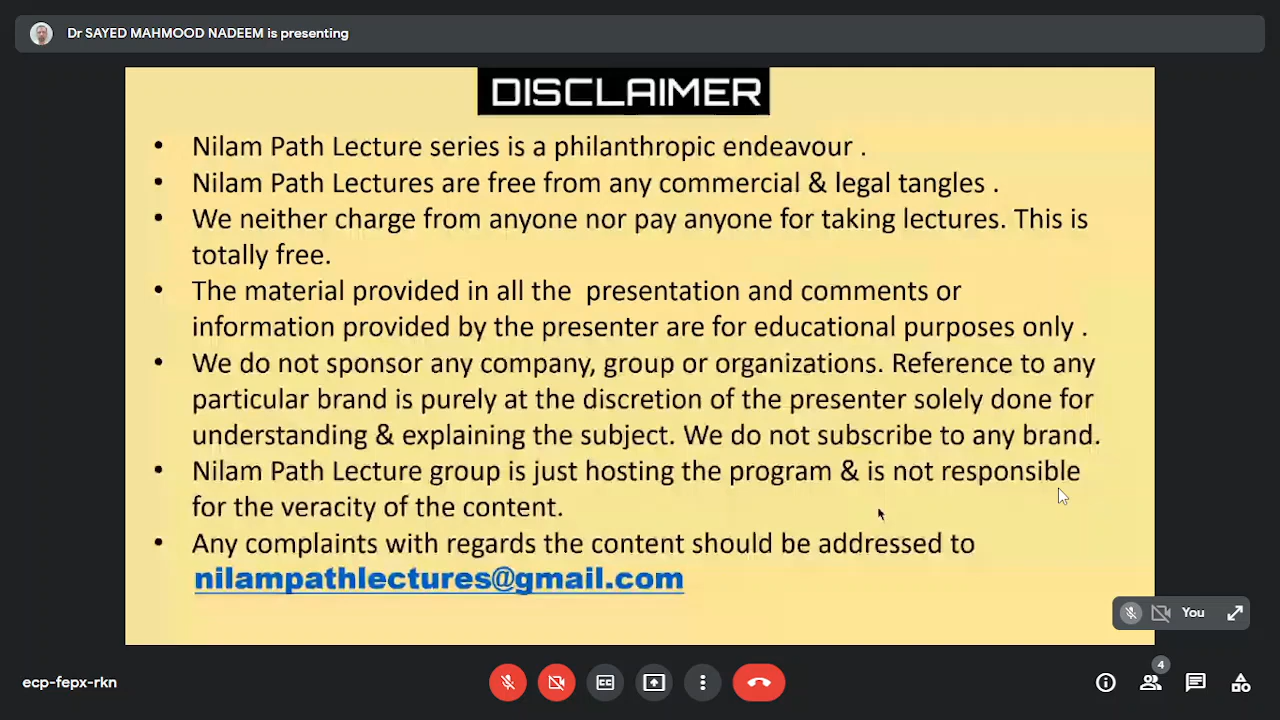 Dr SAYED MAHMOOD NADEEM is presenting
DISCLAIMER
• Nilam Path Lecture series is a philanthropic endeavour .
• Nilam Path Lectures are free from any commercial & legal tangles .
• We neither charge from anyone nor pay anyone for taking lectures. This is
totally free.
• The material provided in all the presentation and comments or
information provided by the presenter are for educational purposes only .
• We do not sponsor any company, group or organizations. Reference to any
particular brand is purely at the discretion of the presenter solely done for
understanding & explaining the subject. We do not subscribe to any brand.
• Nilam Path Lecture group is just hosting the program & is not responsible
for the veracity of the content.
• Any complaints with regards the content should be addressed to
nilampathlectures@gmail.com
You
ecp-fepx-rkn
CC
4